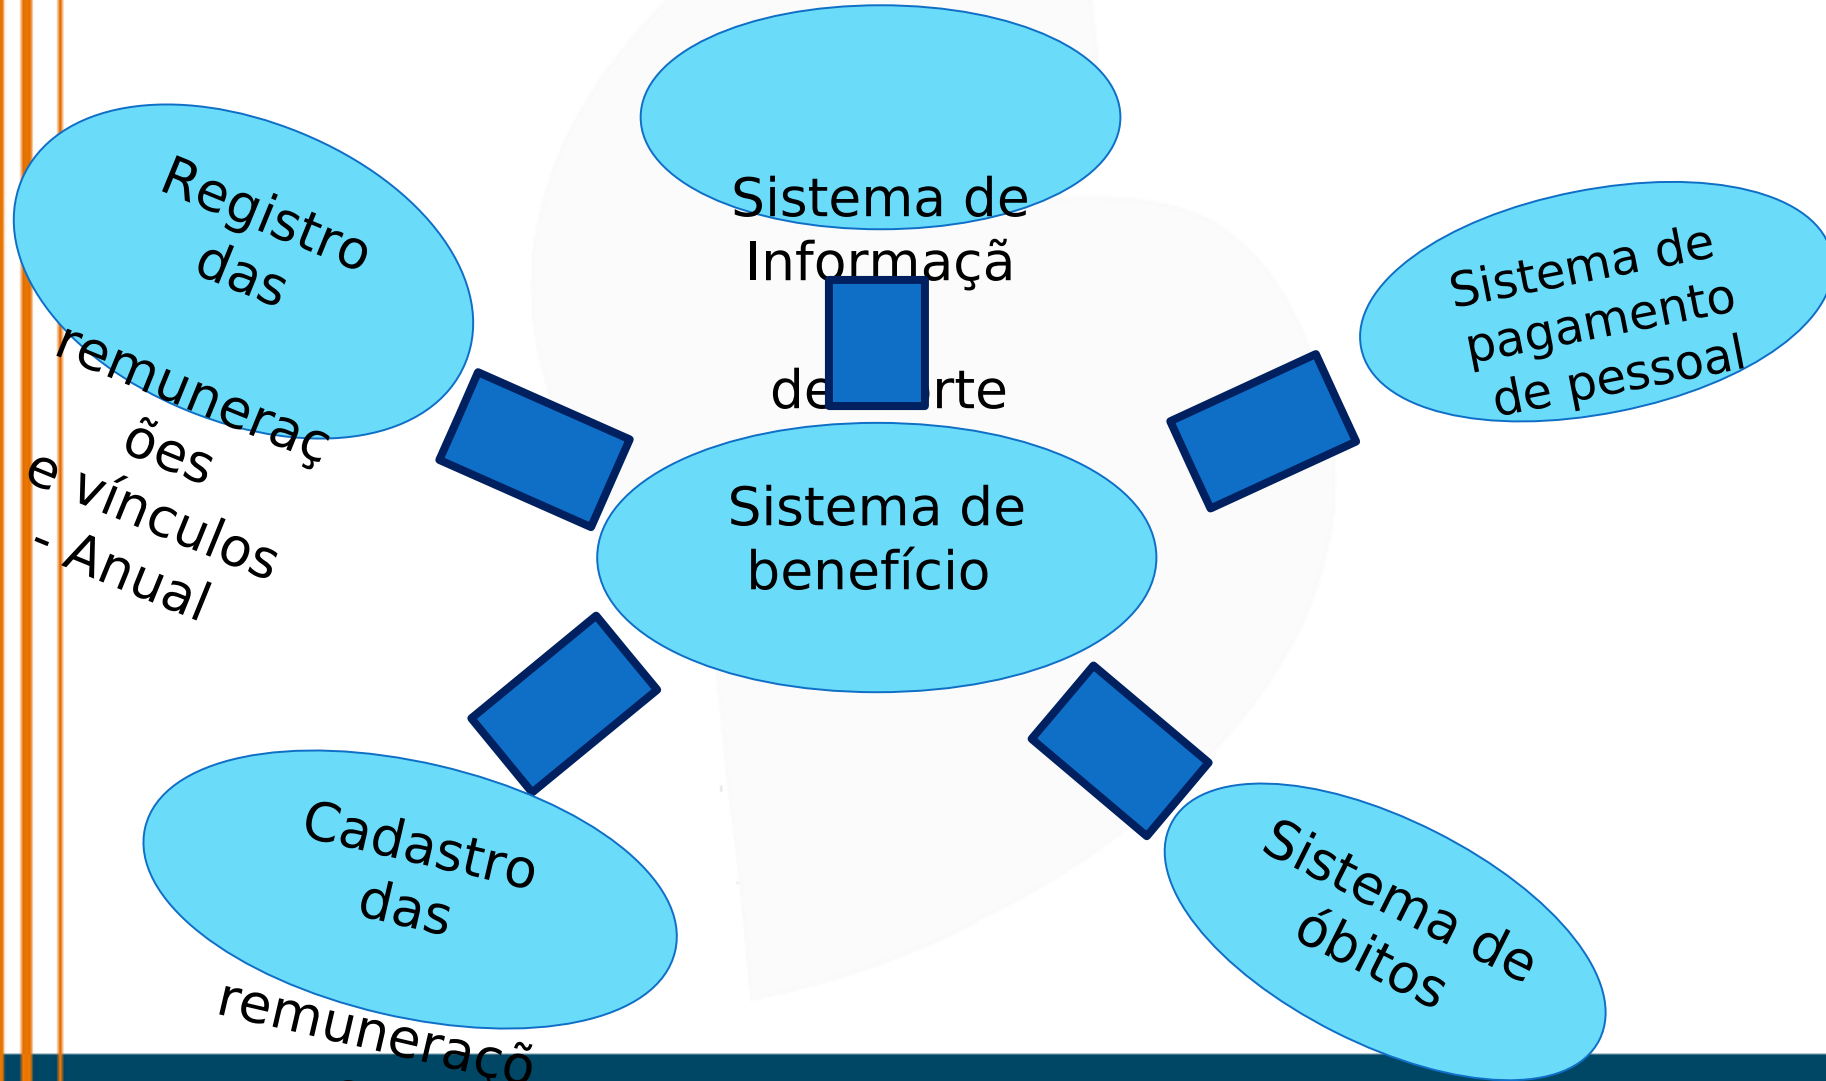 Sistema de
Informaçã
de rte
Registro
das
remuneraç
ões
e vínculos
- Anual
Sistema de
pagamento
de pessoal
Sistema de
benefício
Cadastro
das
remuneraçõ
Sistema de
óbitos